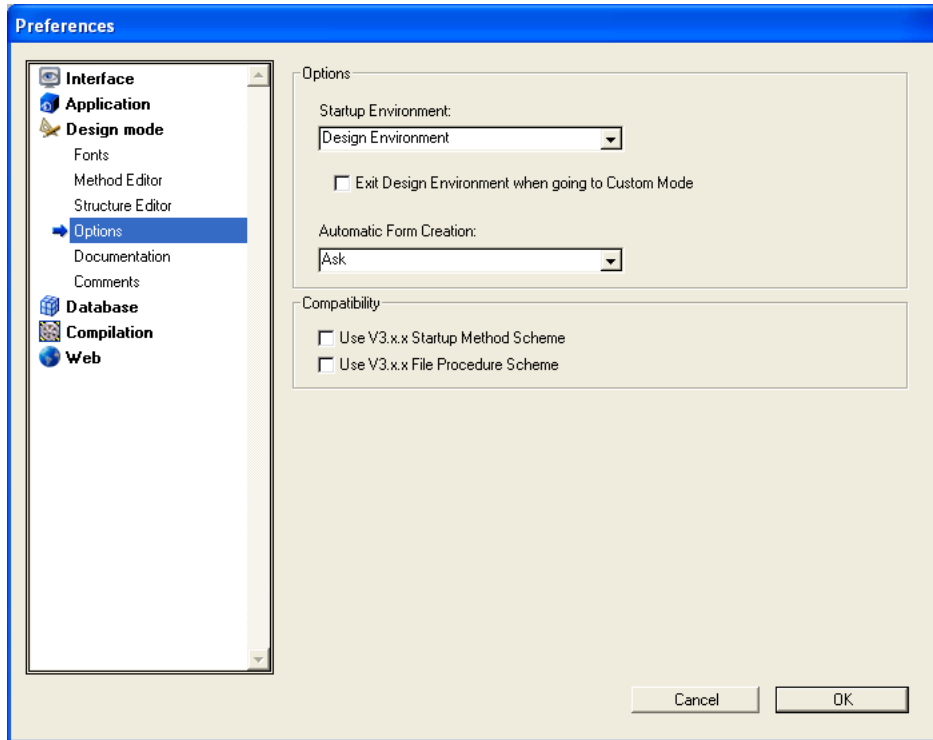 Preferences
Interface
Application
Design mode
Fonts
Method Editor
Structure Editor
Options
Documentation
Comments
Database
Compilation
Web
Options
Startup Environment:
Design Environment
Exit Design Environment when going to Custom Mode
Automatic Form Creation:
Ask
Compatibility
Use V3.x.x Startup Method Scheme
Use V3.x.x File Procedure Scheme
Cancel
OK